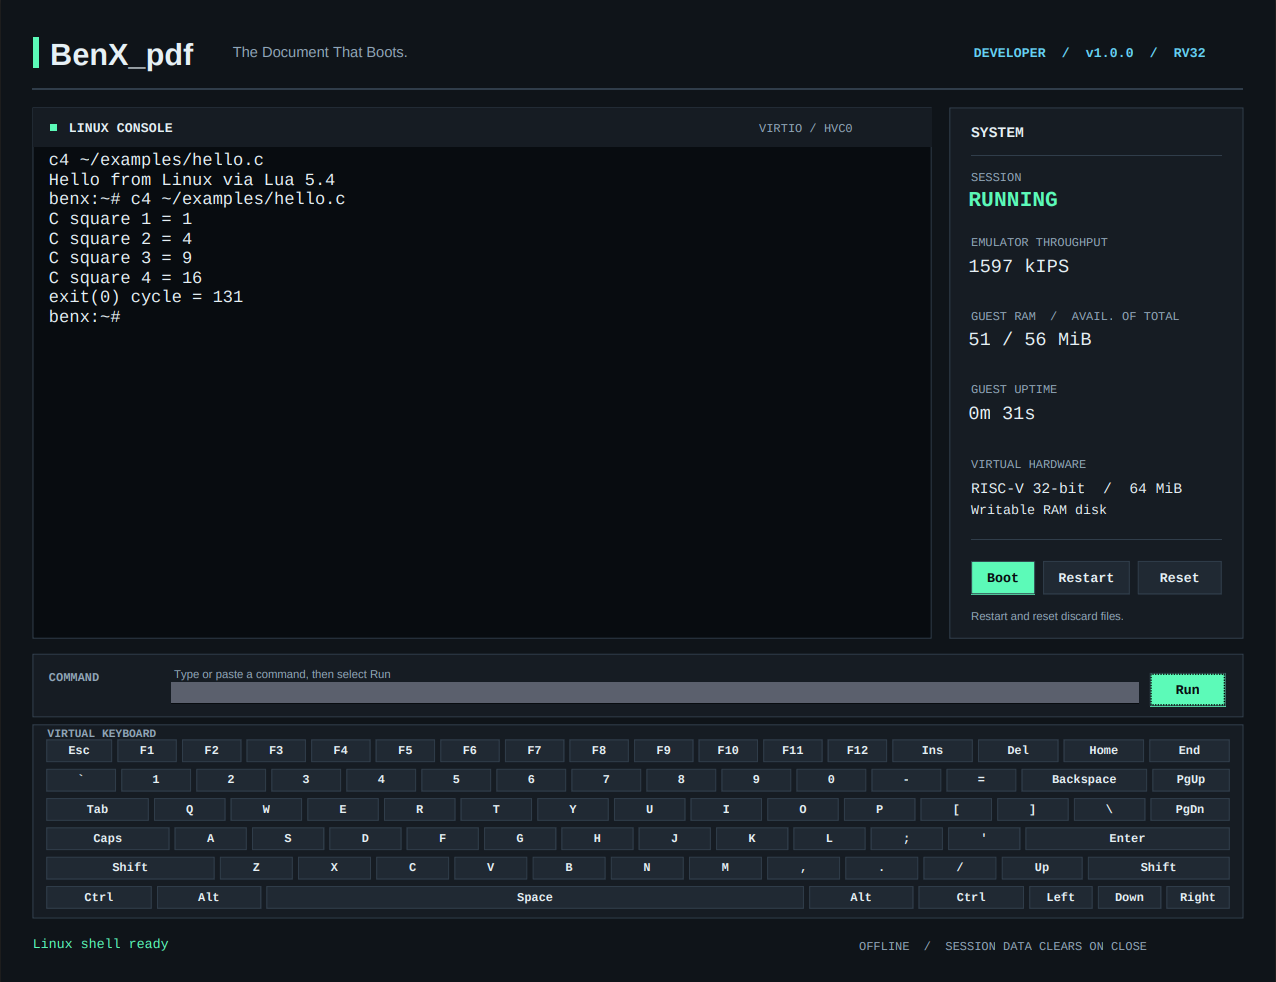 BenX_pdf
The Document That Boots.
DEVELOPER / v1.0.0 / RV32
LINUX CONSOLE
VIRTIO / HVC0
c4 ~/examples/hello.c
Hello from Linux via Lua 5.4
benx:~# c4 ~/examples/hello.c
C square 1 = 1
C square 2 = 4
C square 3 = 9
C square 4 = 16
exit(0) cycle = 131
benx:~#
SYSTEM
SESSION
RUNNING
EMULATOR THROUGHPUT
1597 kIPS
GUEST RAM / AVAIL. OF TOTAL
51 / 56 MiB
GUEST UPTIME
0m 31s
VIRTUAL HARDWARE
RISC-V 32-bit / 64 MiB
Writable RAM disk
Boot Restart Reset
Restart and reset discard files.
COMMAND
Type or paste a command, then select Run
Run
VIRTUAL KEYBOARD
Esc F1 F2 F3 F4 F5 F6 F7 F8 F9 F10 F11 F12 Ins Del Home End
` 1 2 3 4 5 6 7 8 9 0 - = Backspace PgUp
Tab Q W E R T Y U I O P [ ] \ PgDn
Caps A S D F G H J K L ; ' Enter
Shift Z X C V B N M , . / Up Shift
Ctrl Alt Space Alt Ctrl Left Down Right
Linux shell ready
OFFLINE / SESSION DATA CLEARS ON CLOSE